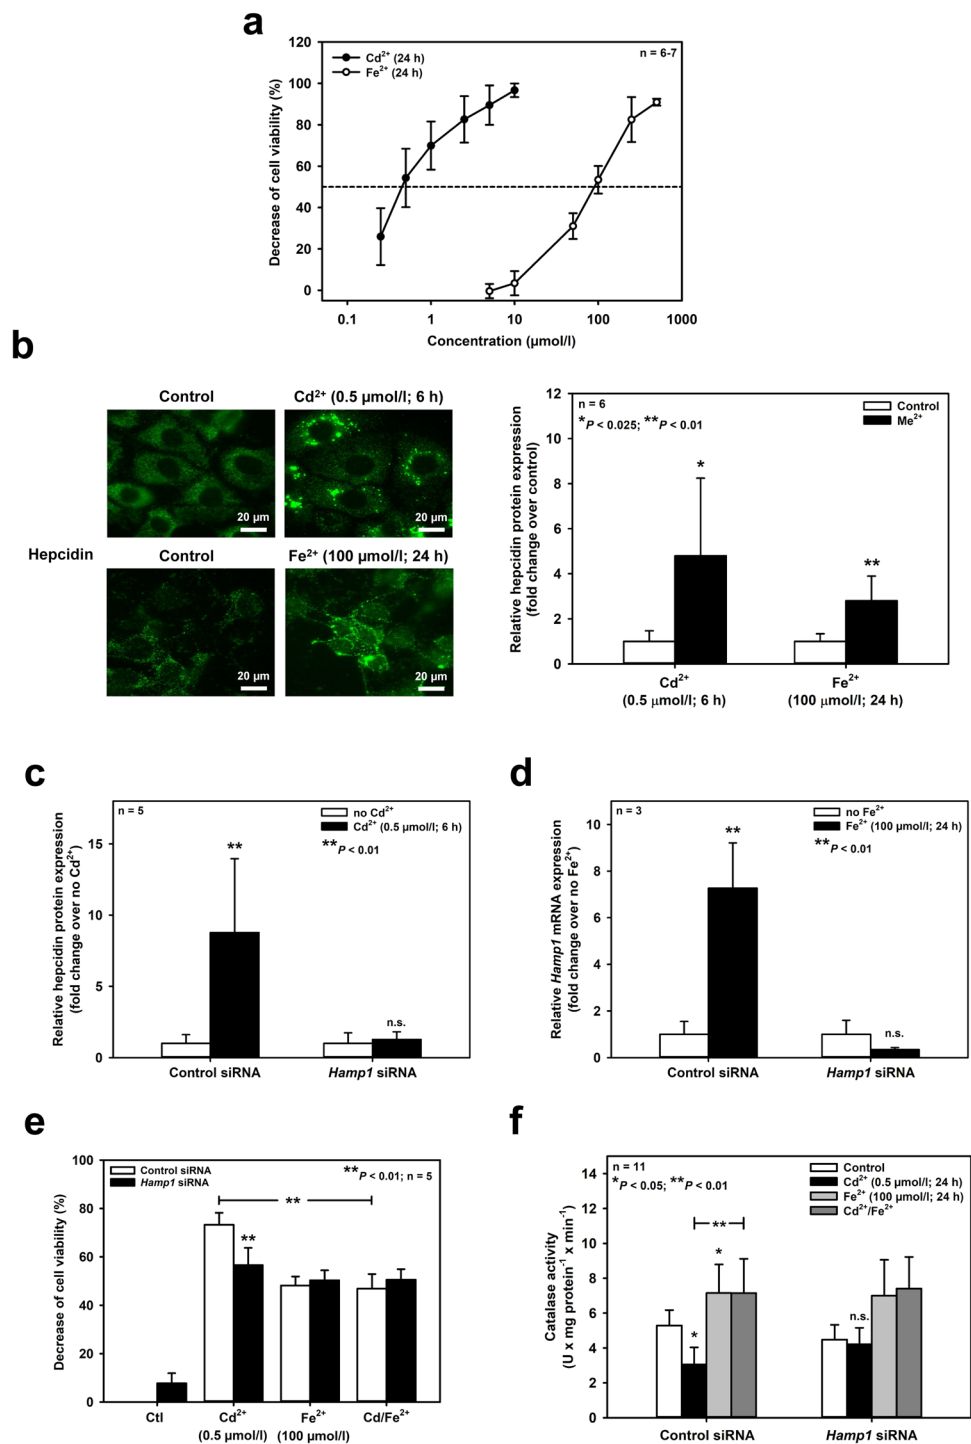 a
120
100
80
60
40
20
0
Decrease of cell viability (%)
Cd²⁺ (24 h)
Fe²⁺ (24 h)
n = 6-7
0.1 1 10 100 1000
Concentration (µmol/l)
b
Control
Cd²⁺ (0.5 µmol/l; 6 h)
20 µm
20 µm
Hepcidin
Control
Fe²⁺ (100 µmol/l; 24 h)
20 µm
20 µm
Relative hepcidin protein expression
(fold change over control)
12
10
8
6
4
2
0
n = 6
*P < 0.025; **P < 0.01
Control
Me²⁺
*
**
Cd²⁺
(0.5 µmol/l; 6 h)
Fe²⁺
(100 µmol/l; 24 h)
c
Relative hepcidin protein expression
(fold change over no Cd²⁺)
15
10
5
0
n = 5
no Cd²⁺
Cd²⁺ (0.5 µmol/l; 6 h)
**P < 0.01
**
n.s.
Control siRNA
Hamp1 siRNA
d
Relative Hamp1 mRNA expression
(fold change over no Fe²⁺)
10
8
6
4
2
0
n = 3
no Fe²⁺
Fe²⁺ (100 µmol/l; 24 h)
**P < 0.01
**
n.s.
Control siRNA
Hamp1 siRNA
e
Decrease of cell viability (%)
100
80
60
40
20
0
Control siRNA
Hamp1 siRNA
**P < 0.01; n = 5
**
**
Ctl
Cd²⁺
(0.5 µmol/l)
Fe²⁺
(100 µmol/l)
Cd/Fe²⁺
f
Catalase activity
(U x mg protein⁻¹ x min⁻¹)
14
12
10
8
6
4
2
0
n = 11
*P < 0.05; **P < 0.01
Control
Cd²⁺ (0.5 µmol/l; 24 h)
Fe²⁺ (100 µmol/l; 24 h)
Cd²⁺/Fe²⁺
**
*
*
n.s.
Control siRNA
Hamp1 siRNA